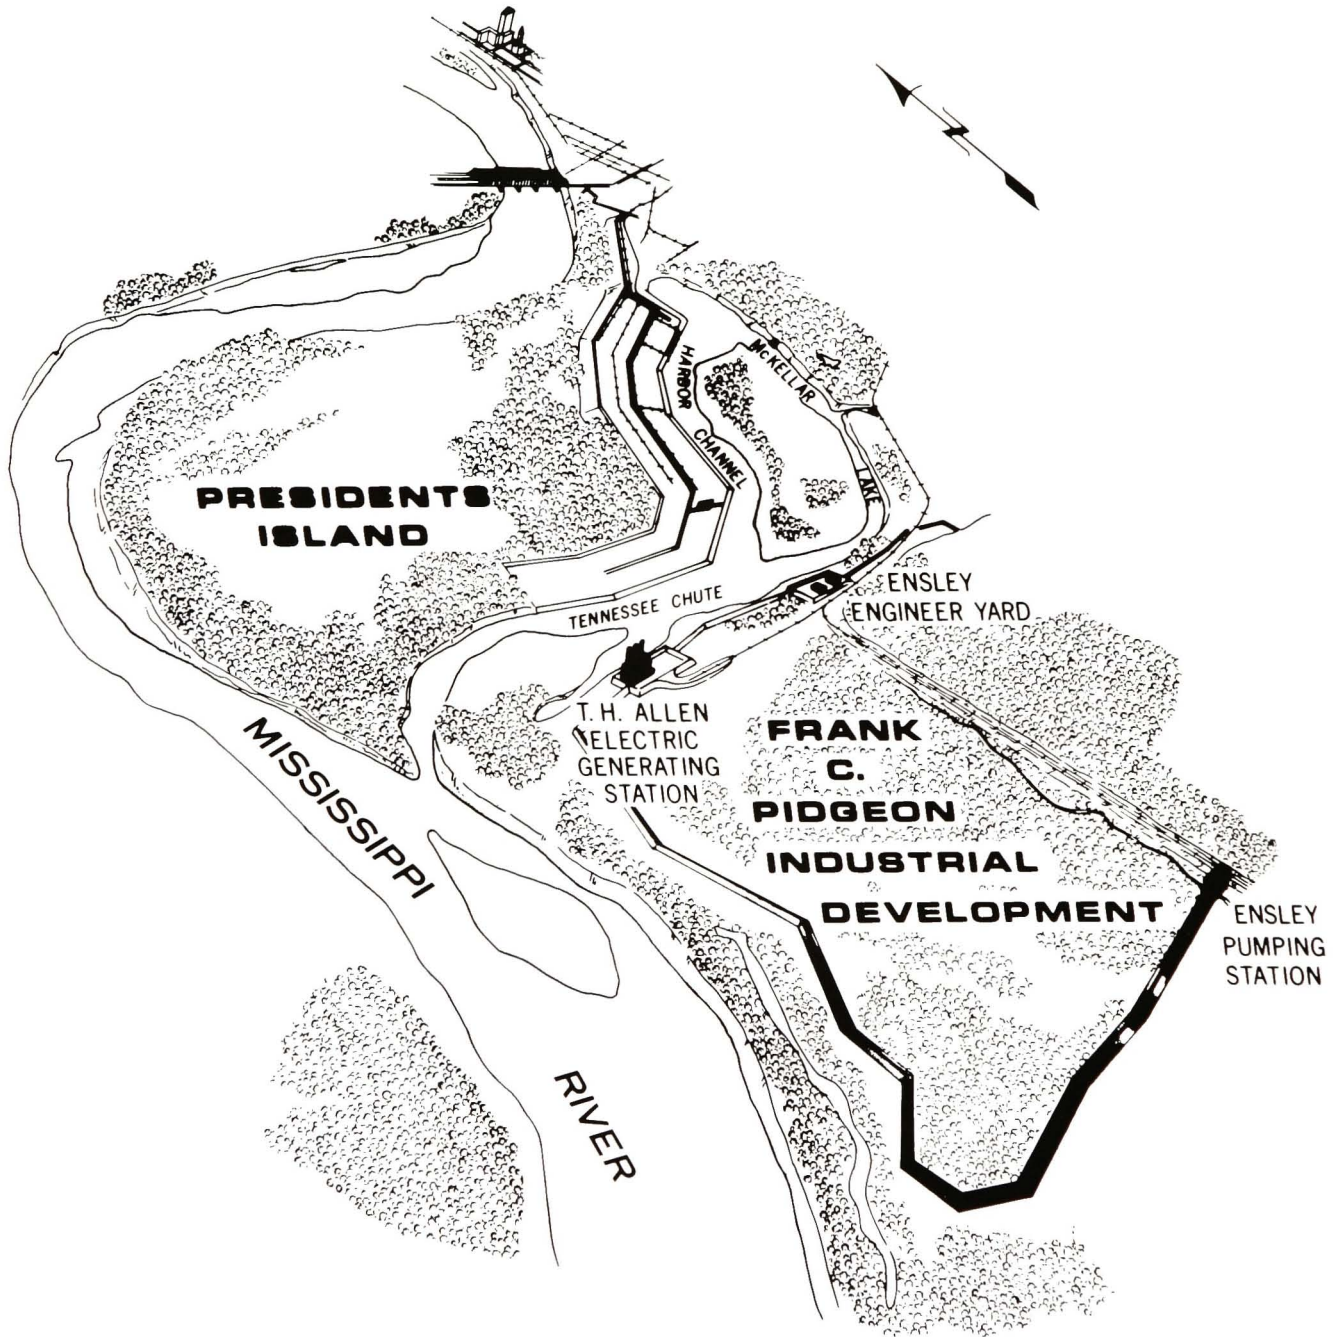 HARBOR
CHANNEL
McKELLAR
LAKE
PRESIDENTS
ISLAND
TENNESSEE CHUTE
ENSLEY
ENGINEER YARD
T. H. ALLEN
ELECTRIC
GENERATING
STATION
FRANK
C.
PIDGEON
INDUSTRIAL
DEVELOPMENT
MISSISSIPPI
RIVER
ENSLEY
PUMPING
STATION